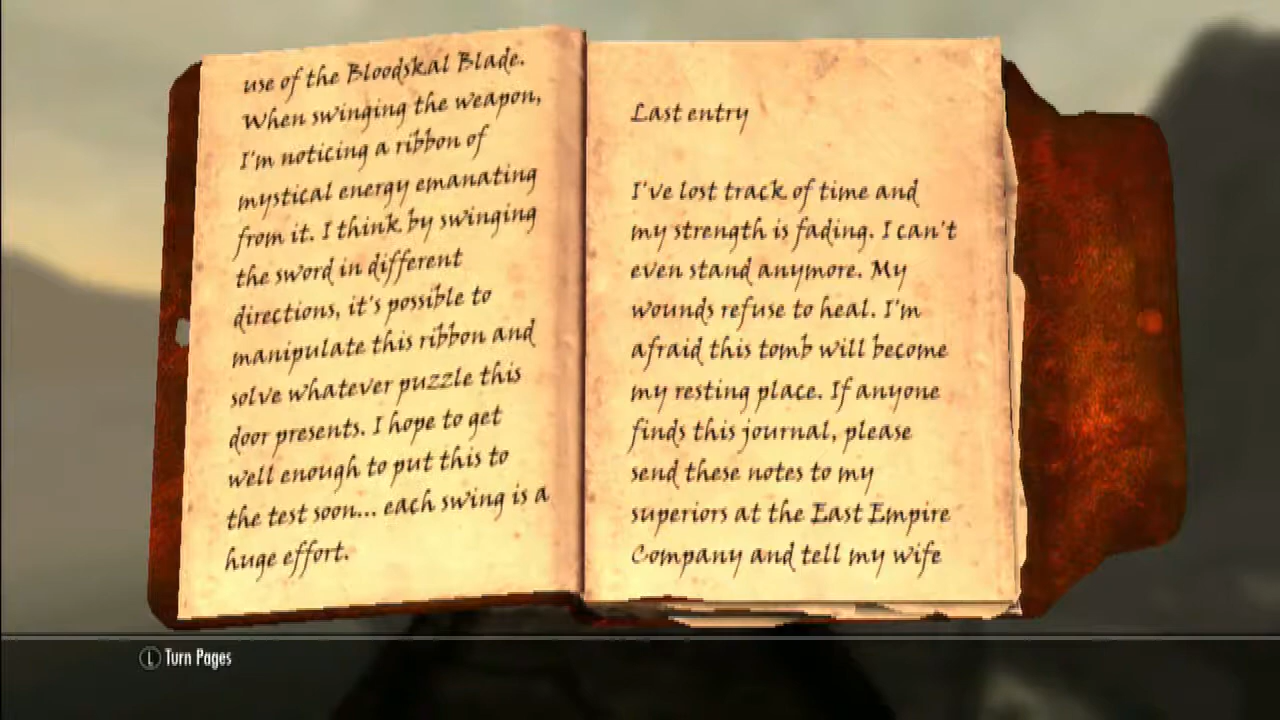 use of the Bloodskal Blade.
When swinging the weapon,
I'm noticing a ribbon of
mystical energy emanating
from it. I think by swinging
the sword in different
directions, it's possible to
manipulate this ribbon and
solve whatever puzzle this
door presents. I hope to get
well enough to put this to
the test soon... each swing is a
huge effort.
Last entry
I've lost track of time and
my strength is fading. I can't
even stand anymore. My
wounds refuse to heal. I'm
afraid this tomb will become
my resting place. If anyone
finds this journal, please
send these notes to my
superiors at the East Empire
Company and tell my wife
L Turn Pages